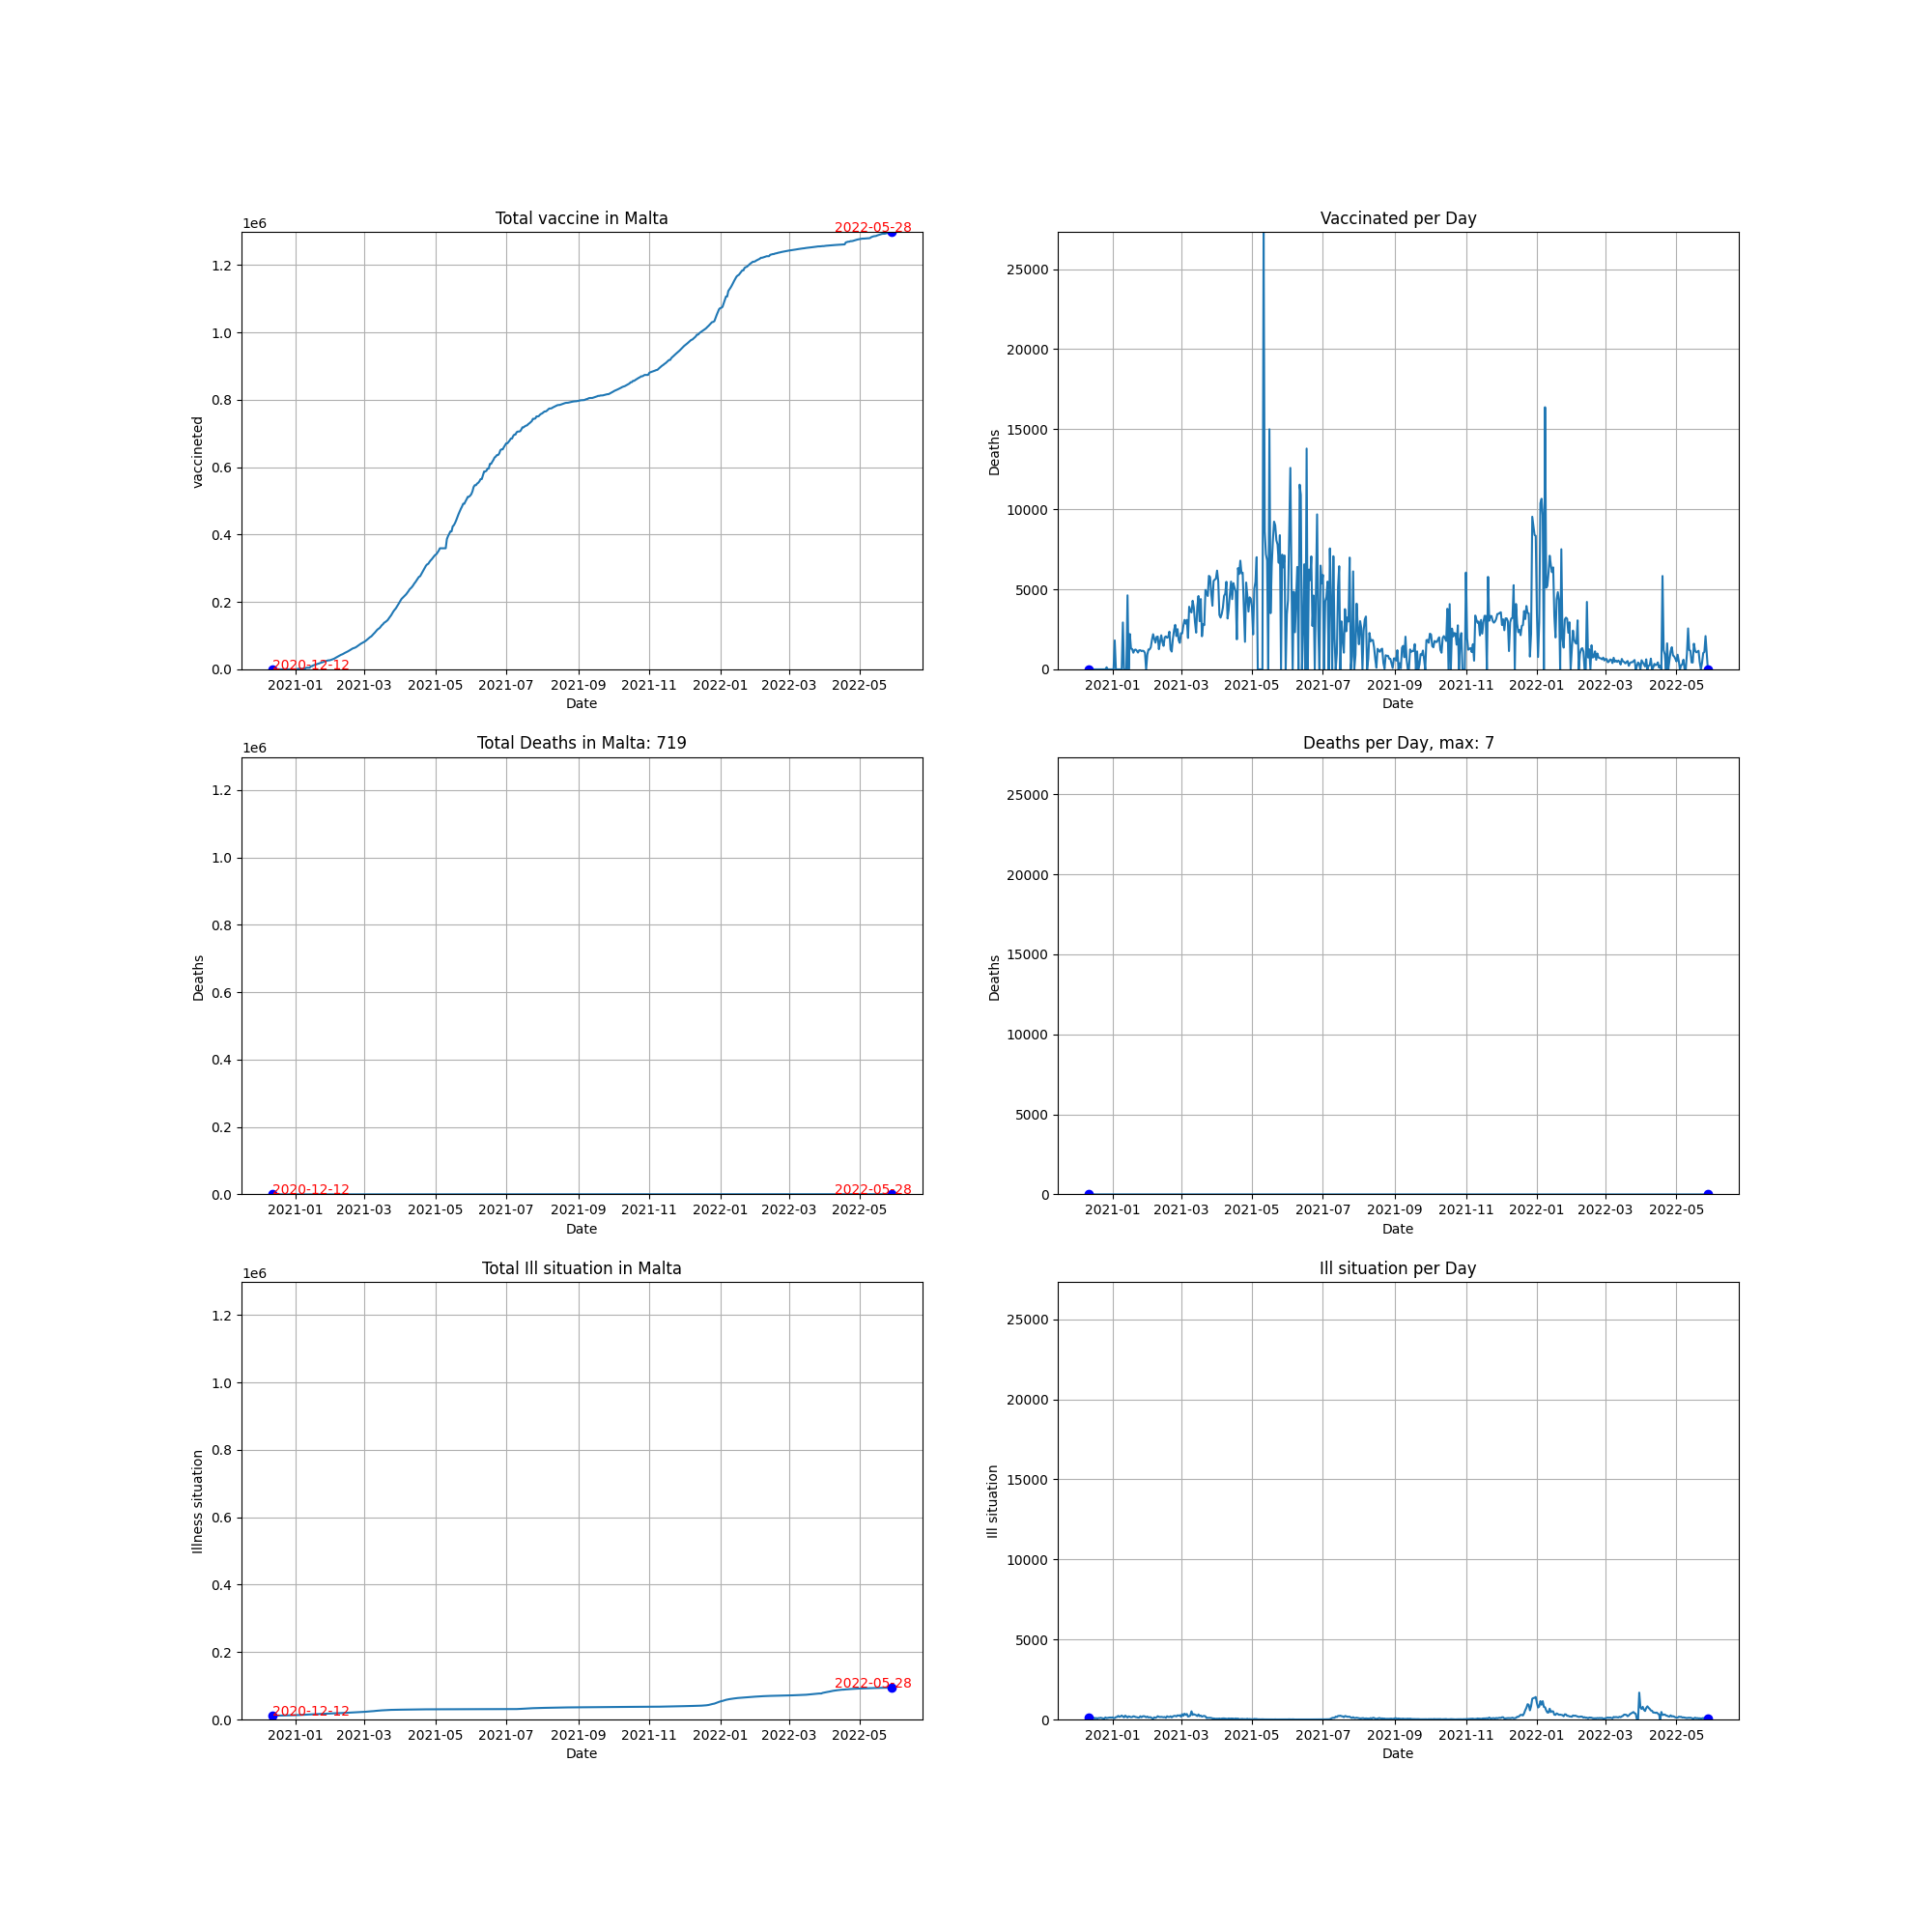 Total vaccine in Malta
1e6
2022-05-28
1.2
1.0
0.8
0.6
0.4
0.2
0.0
vaccineted
2020-12-12
2021-01 2021-03 2021-05 2021-07 2021-09 2021-11 2022-01 2022-03 2022-05
Date
Vaccinated per Day
25000
20000
15000
10000
5000
0
Deaths
2021-01 2021-03 2021-05 2021-07 2021-09 2021-11 2022-01 2022-03 2022-05
Date
Total Deaths in Malta: 719
1e6
1.2
1.0
0.8
0.6
0.4
0.2
0.0
Deaths
2020-12-12
2022-05-28
2021-01 2021-03 2021-05 2021-07 2021-09 2021-11 2022-01 2022-03 2022-05
Date
Deaths per Day, max: 7
25000
20000
15000
10000
5000
0
Deaths
2021-01 2021-03 2021-05 2021-07 2021-09 2021-11 2022-01 2022-03 2022-05
Date
Total Ill situation in Malta
1e6
1.2
1.0
0.8
0.6
0.4
0.2
0.0
Illness situation
2020-12-12
2022-05-28
2021-01 2021-03 2021-05 2021-07 2021-09 2021-11 2022-01 2022-03 2022-05
Date
Ill situation per Day
25000
20000
15000
10000
5000
0
Ill situation
2021-01 2021-03 2021-05 2021-07 2021-09 2021-11 2022-01 2022-03 2022-05
Date